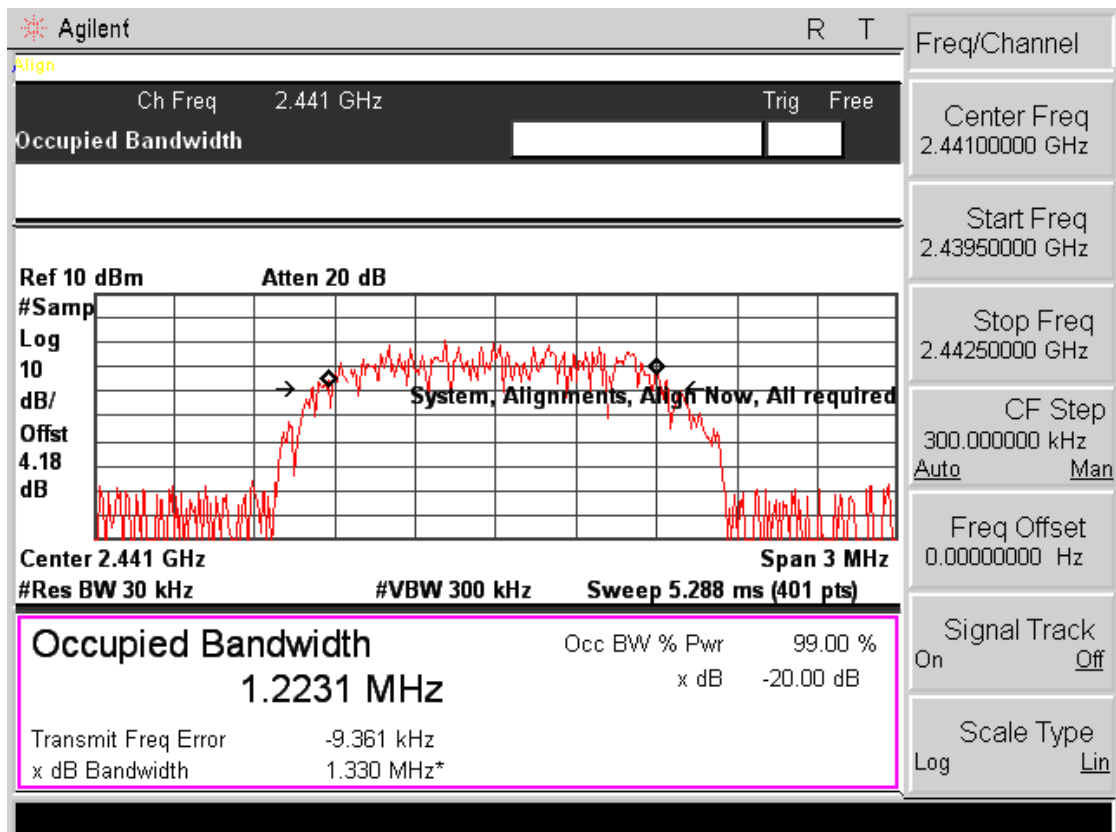 Agilent R T
Align
Ch Freq 2.441 GHz Trig Free
Occupied Bandwidth
Ref 10 dBm Atten 20 dB
#Samp
Log
10
dB/
Offst
4.18
dB
System, Alignments, Align Now, All required
Center 2.441 GHz Span 3 MHz
#Res BW 30 kHz #VBW 300 kHz Sweep 5.288 ms (401 pts)
Occupied Bandwidth Occ BW % Pwr 99.00 %
1.2231 MHz x dB -20.00 dB
Transmit Freq Error -9.361 kHz
x dB Bandwidth 1.330 MHz*
Freq/Channel
Center Freq
2.44100000 GHz
Start Freq
2.43950000 GHz
Stop Freq
2.44250000 GHz
CF Step
300.000000 kHz
Auto Man
Freq Offset
0.00000000 Hz
Signal Track
On Off
Scale Type
Log Lin